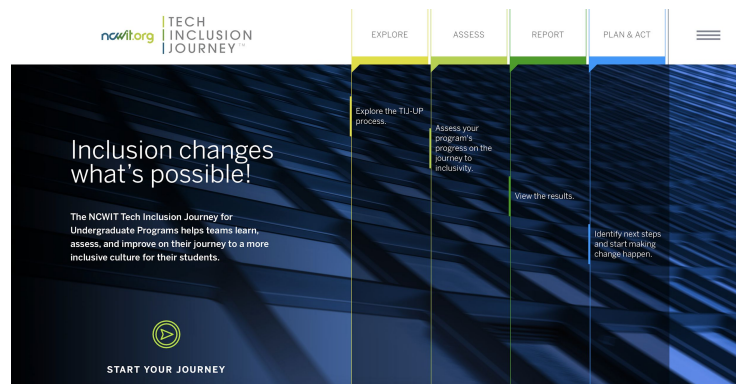 ncwit.org
TECH
INCLUSION
JOURNEY™
EXPLORE
ASSESS
REPORT
PLAN & ACT
Inclusion changes
what's possible!
The NCWIT Tech Inclusion Journey for
Undergraduate Programs helps teams learn,
assess, and improve on their journey to a more
inclusive culture for their students.
START YOUR JOURNEY
Explore the TIJ-UP
process.
Assess your
program's
progress on the
journey to
inclusivity.
View the results.
Identify next steps
and start making
change happen.